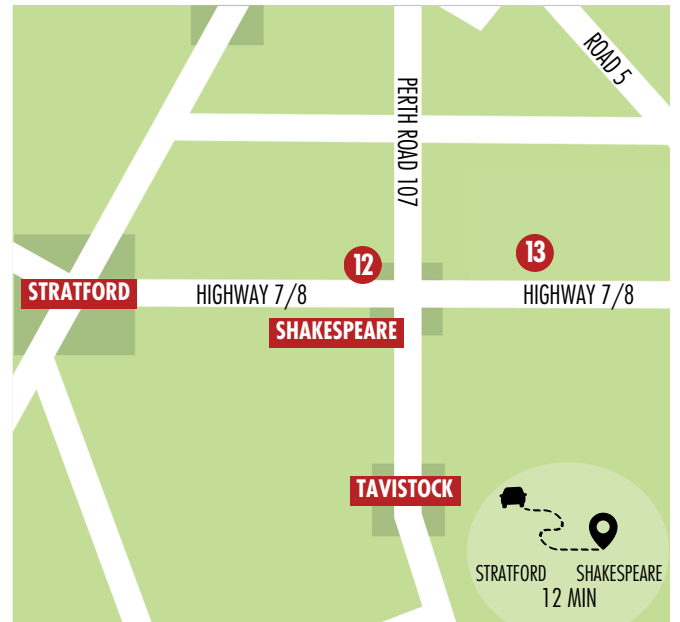 ROAD 5
PERTH ROAD 107
12
13
STRATFORD
HIGHWAY 7/8
HIGHWAY 7/8
SHAKESPEARE
TAVISTOCK
STRATFORD
SHAKESPEARE
12 MIN